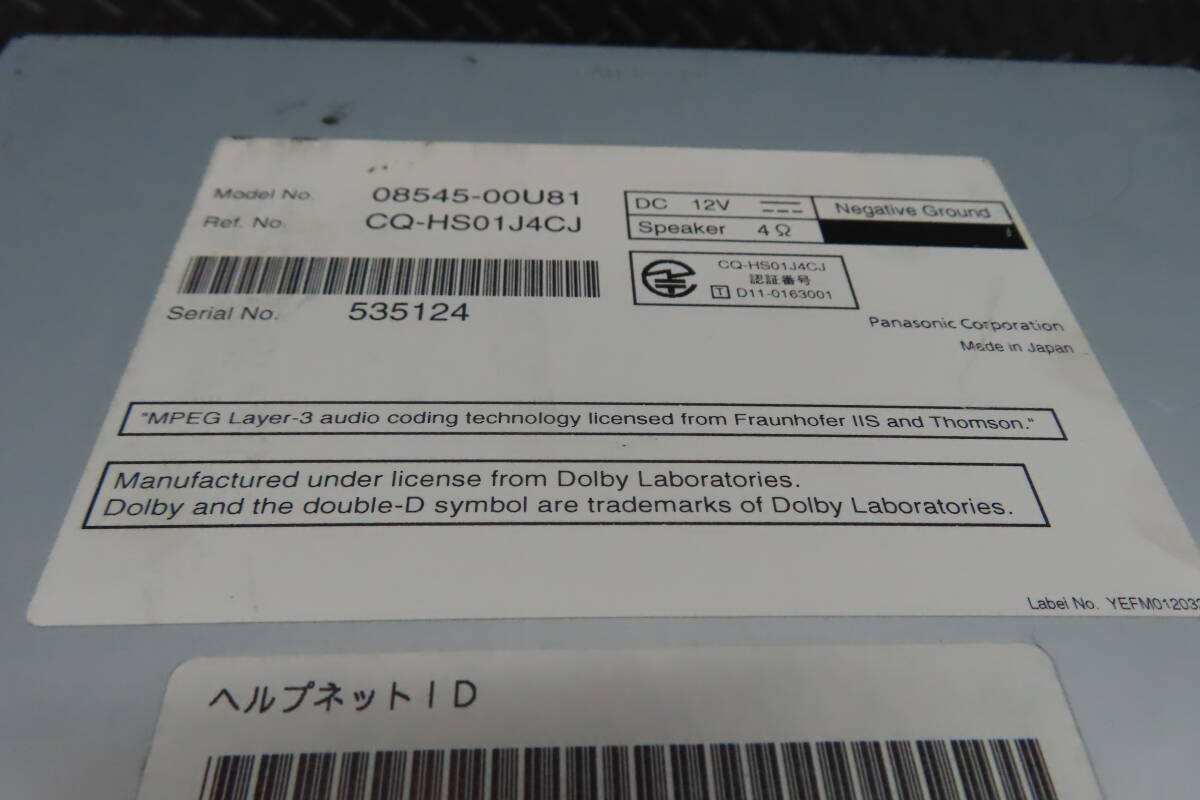 Model No. 08545-00U81
Ref. No. CQ-HS01J4CJ
Serial No. 535124
DC 12V Negative Ground
Speaker 4Ω
CQ-HS01J4CJ
認証番号
T D11-0163001
Panasonic Corporation
Made in Japan
"MPEG Layer-3 audio coding technology licensed from Fraunhofer IIS and Thomson."
Manufactured under license from Dolby Laboratories.
Dolby and the double-D symbol are trademarks of Dolby Laboratories.
Label No. YEFM012033
ヘルプネットID